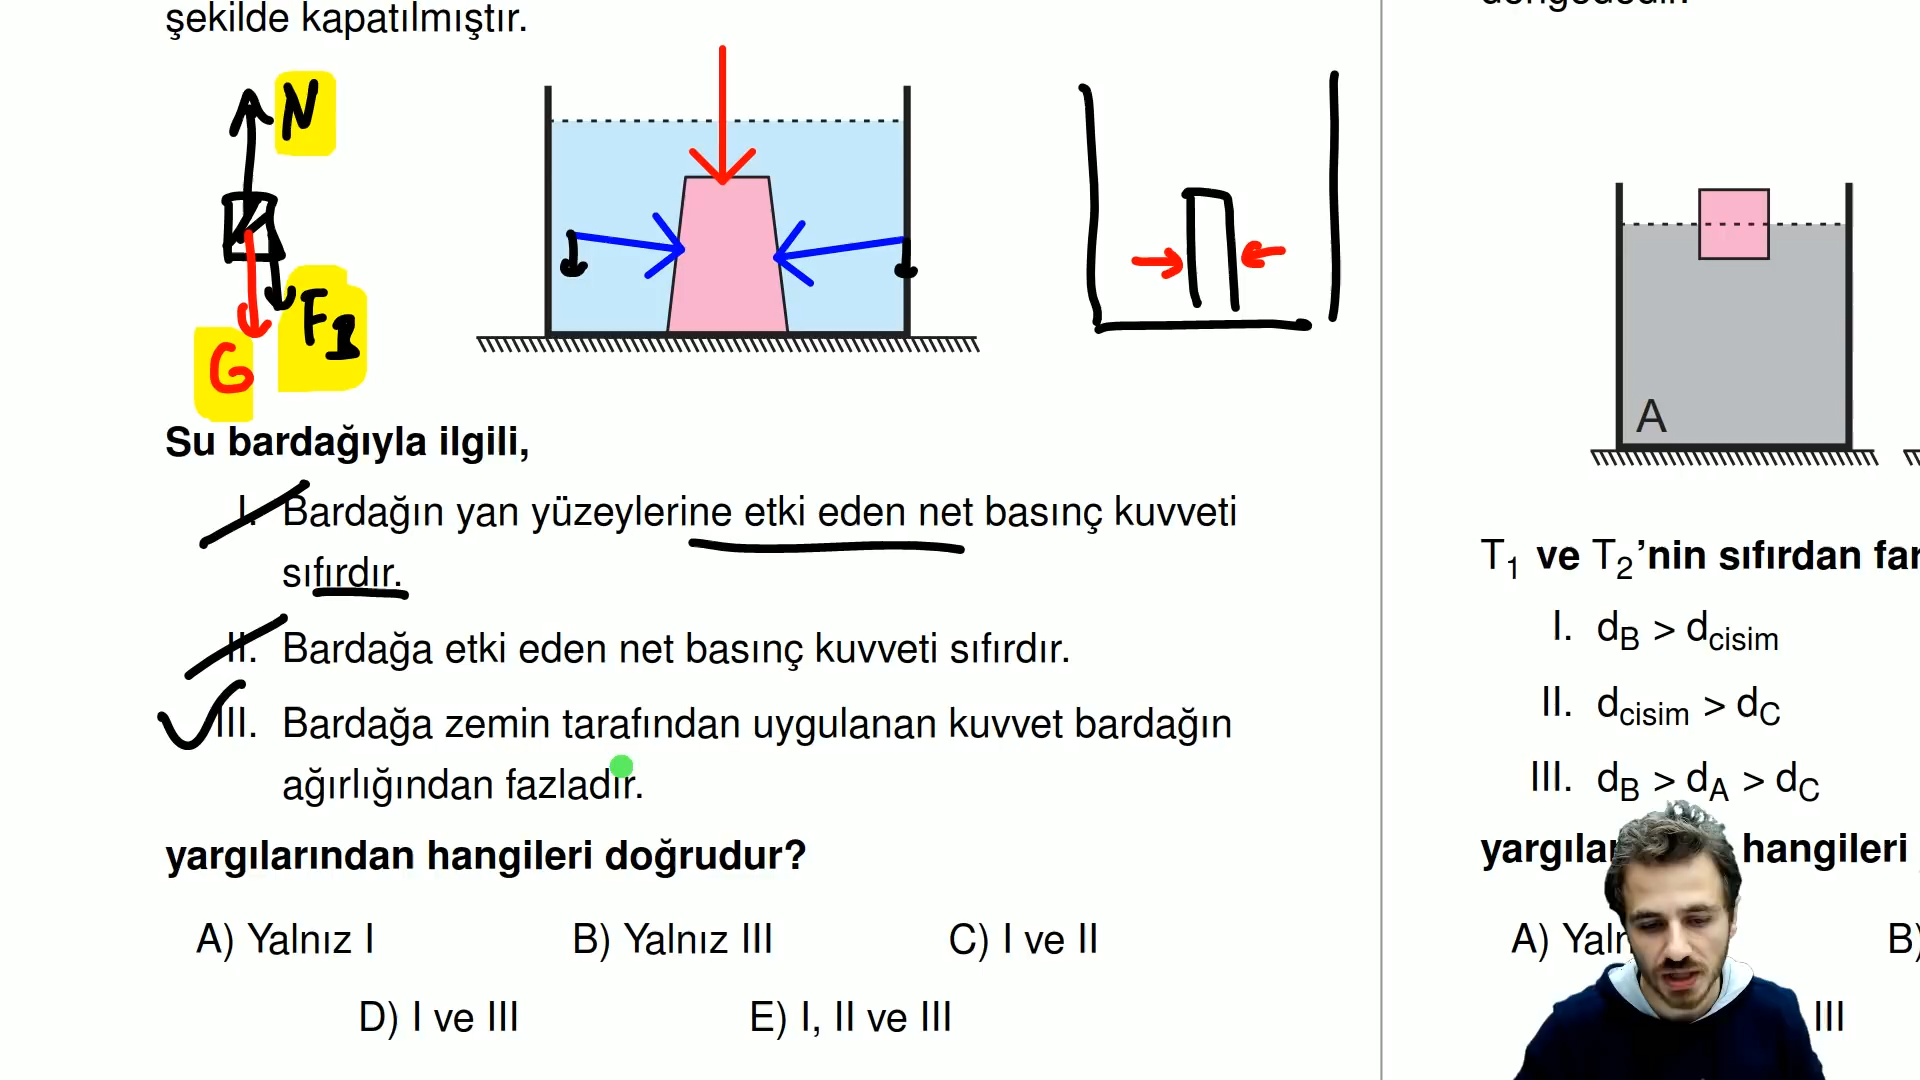 şekilde kapatılmıştır.
N
F1
G
Su bardağıyla ilgili,
I. Bardağın yan yüzeylerine etki eden net basınç kuvveti
sıfırdır.
II. Bardağa etki eden net basınç kuvveti sıfırdır.
III. Bardağa zemin tarafından uygulanan kuvvet bardağın
ağırlığından fazladır.
yargılarından hangileri doğrudur?
A) Yalnız I
B) Yalnız III
C) I ve II
D) I ve III
E) I, II ve III
A
T1 ve T2'nin sıfırdan
I. dB > dcisim
II. dcisim > dC
III. dB > dA > dC
hangileri
A)
B)
III